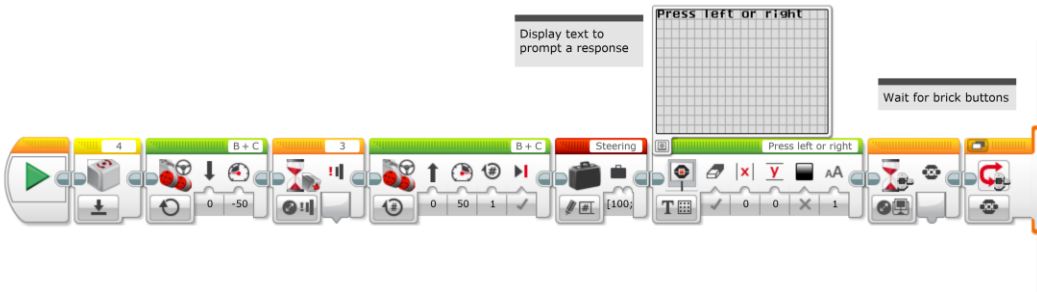 Press left or right
Display text to
prompt a response
Wait for brick buttons
4
B + C
3
B + C
Steering
Press left or right
0
-50
0
50
1
[100;
T
x
y
AA
0
0
1